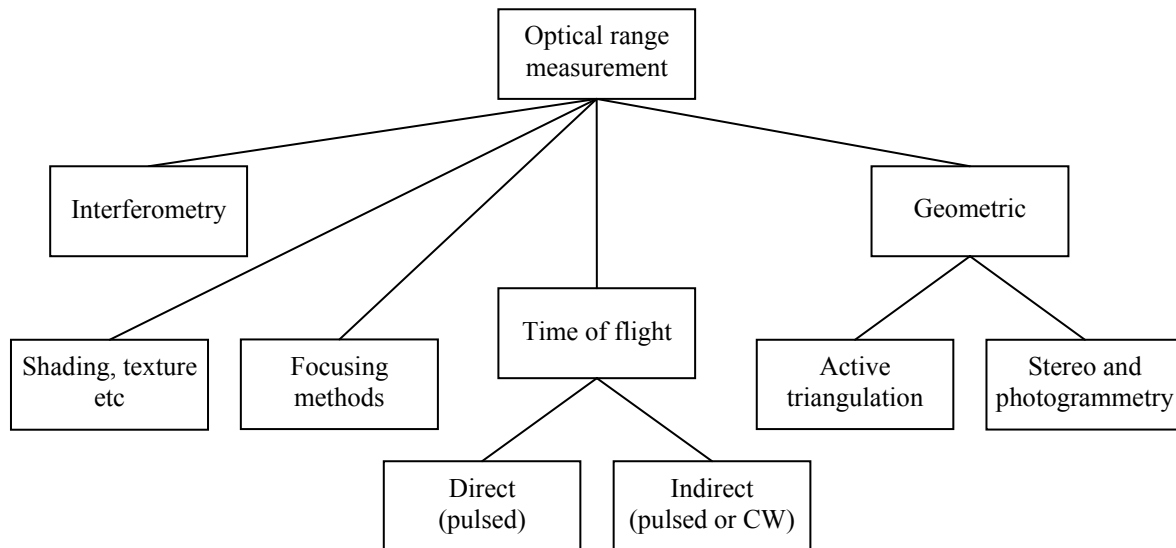 Optical range
measurement
Interferometry
Geometric
Shading, texture
etc
Focusing
methods
Time of flight
Active
triangulation
Stereo and
photogrammetry
Direct
(pulsed)
Indirect
(pulsed or CW)